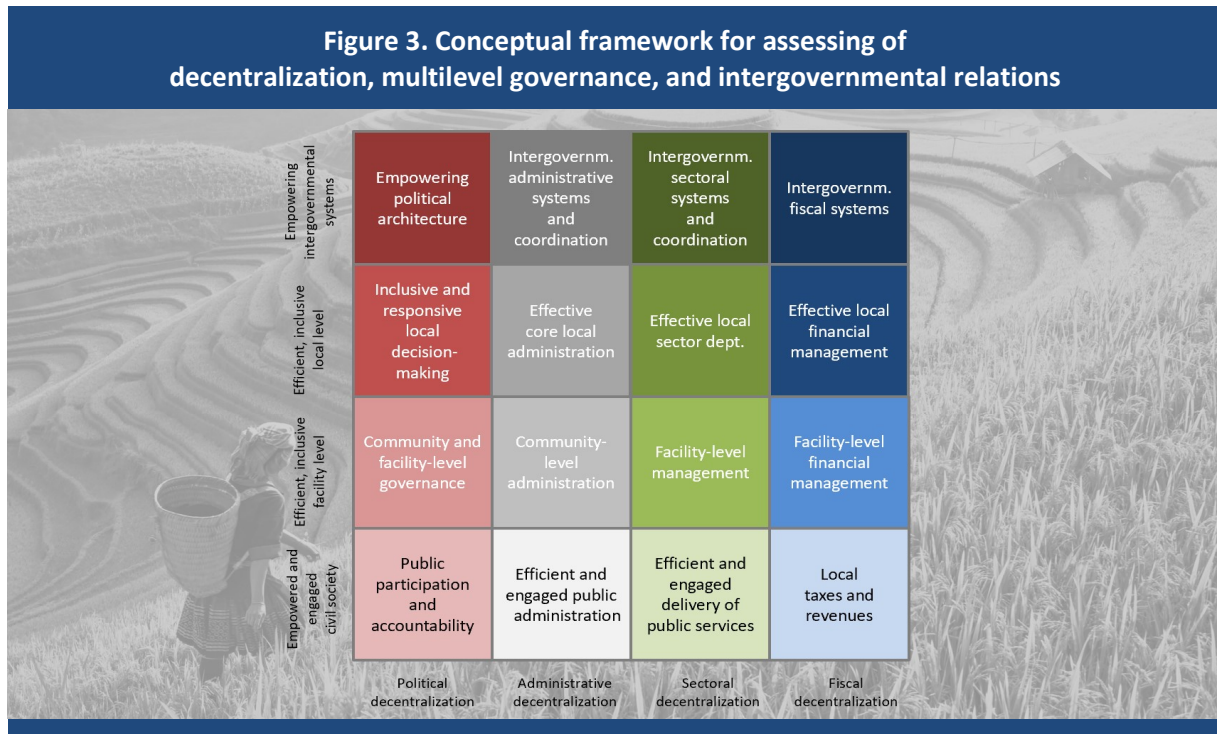 Figure 3. Conceptual framework for assessing of
decentralization, multilevel governance, and intergovernmental relations
Empowering
intergovernmental
systems
Empowering
political
architecture
Intergovernm.
administrative
systems
and
coordination
Intergovernm.
sectoral
systems
and
coordination
Intergovernm.
fiscal systems
Efficient, inclusive
local level
Inclusive and
responsive
local
decision-
making
Effective
core local
administration
Effective local
sector dept.
Effective local
financial
management
Efficient, inclusive
facility level
Community and
facility-level
governance
Community-
level
administration
Facility-level
management
Facility-level
financial
management
Empowered and
engaged
civil society
Public
participation
and
accountability
Efficient and
engaged public
administration
Efficient and
engaged
delivery of
public services
Local
taxes and
revenues
Political
decentralization
Administrative
decentralization
Sectoral
decentralization
Fiscal
decentralization